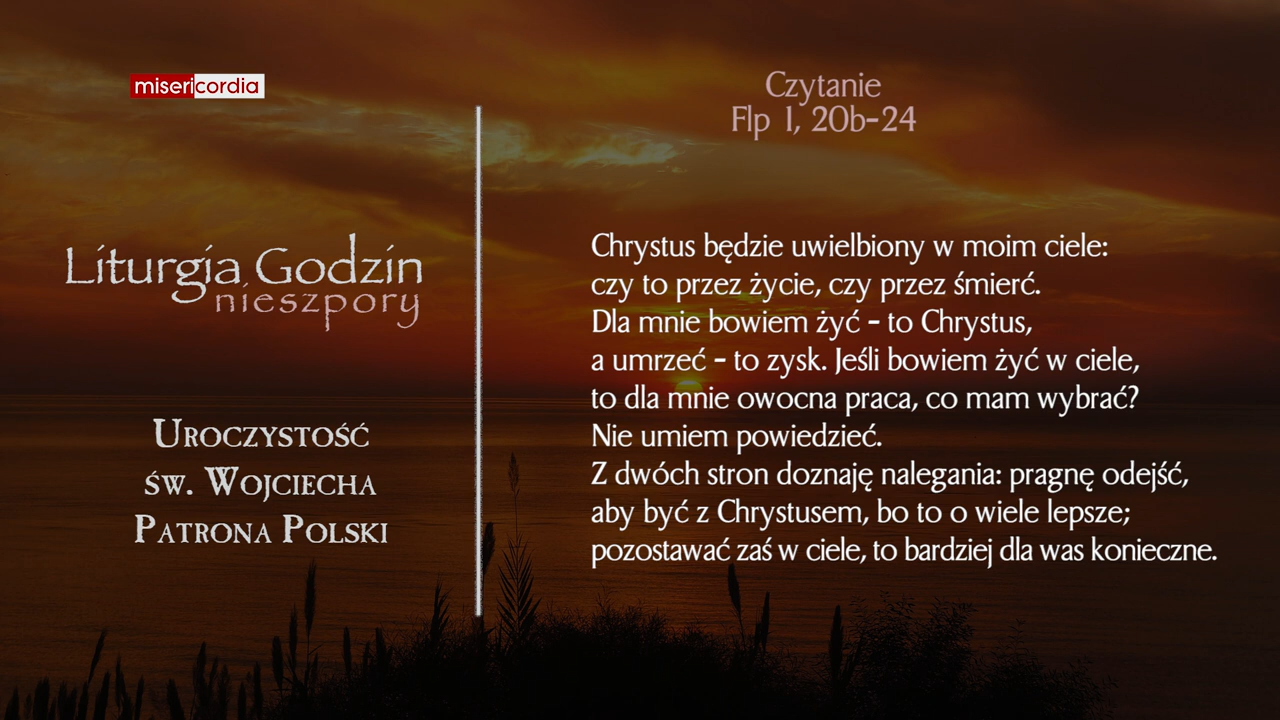 misericordia
Liturgia Godzin
nieszpory
Uroczystość
św. Wojciecha
Patrona Polski
Czytanie
Flp 1, 20b-24
Chrystus będzie uwielbiony w moim ciele:
czy to przez życie, czy przez śmierć.
Dla mnie bowiem żyć - to Chrystus,
a umrzeć - to zysk. Jeśli bowiem żyć w ciele,
to dla mnie owocna praca, co mam wybrać?
Nie umiem powiedzieć.
Z dwóch stron doznaję nalegania: pragnę odejść,
aby być z Chrystusem, bo to o wiele lepsze;
pozostawać zaś w ciele, to bardziej dla was konieczne.